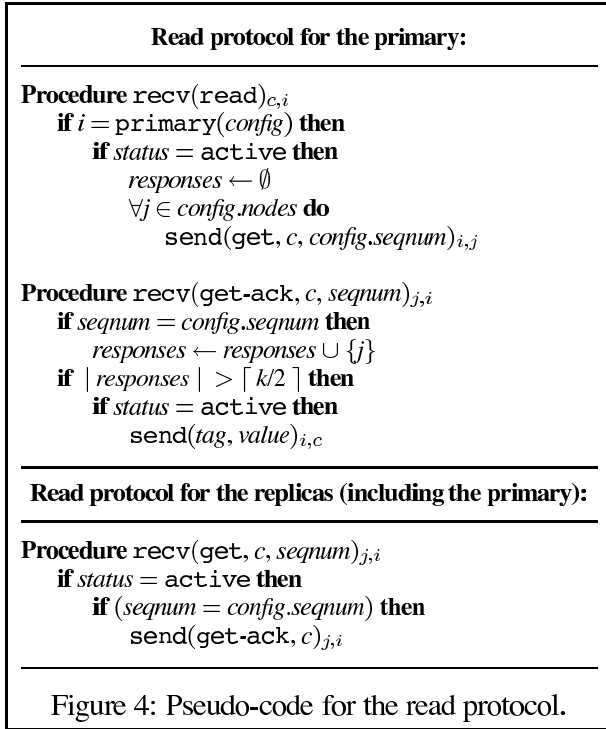 Read protocol for the primary:
Procedure recv(read)c,i
if i = primary(config) then
if status = active then
responses ← ∅
∀j ∈ config.nodes do
send(get, c, config.seqnum)i,j
Procedure recv(get-ack, c, seqnum)j,i
if seqnum = config.seqnum then
responses ← responses ∪ {j}
if | responses | > ⌈ k/2 ⌉ then
if status = active then
send(tag, value)i,c
Read protocol for the replicas (including the primary):
Procedure recv(get, c, seqnum)j,i
if status = active then
if (seqnum = config.seqnum) then
send(get-ack, c)j,i
Figure 4: Pseudo-code for the read protocol.